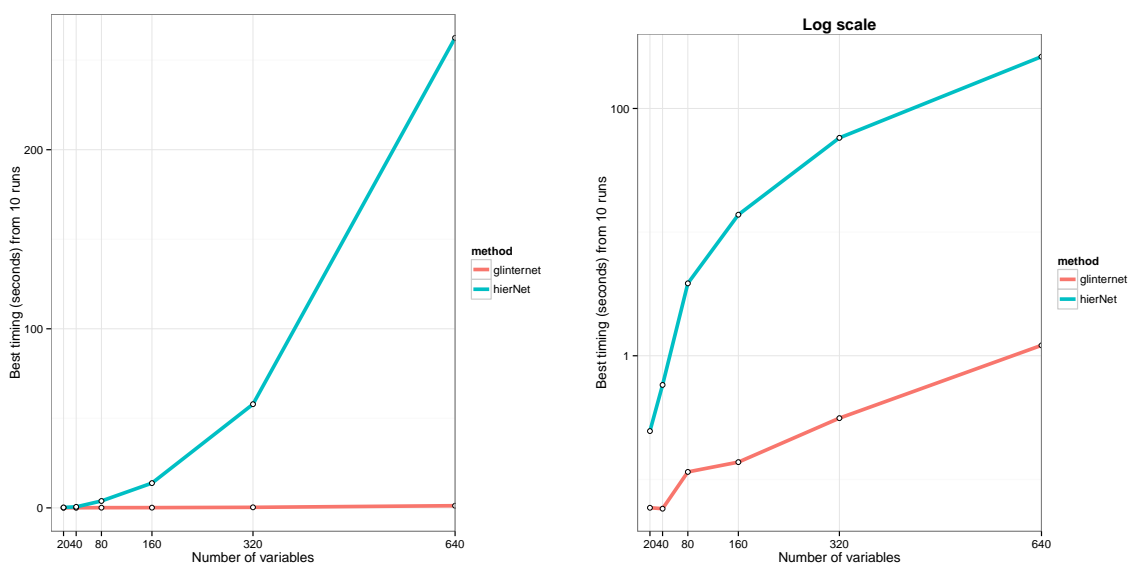 Best timing (seconds) from 10 runs
200
100
0
2040 80 160 320 640
Number of variables
method
glinternet
hierNet
Log scale
Best timing (seconds) from 10 runs
100
1
2040 80 160 320 640
Number of variables
method
glinternet
hierNet